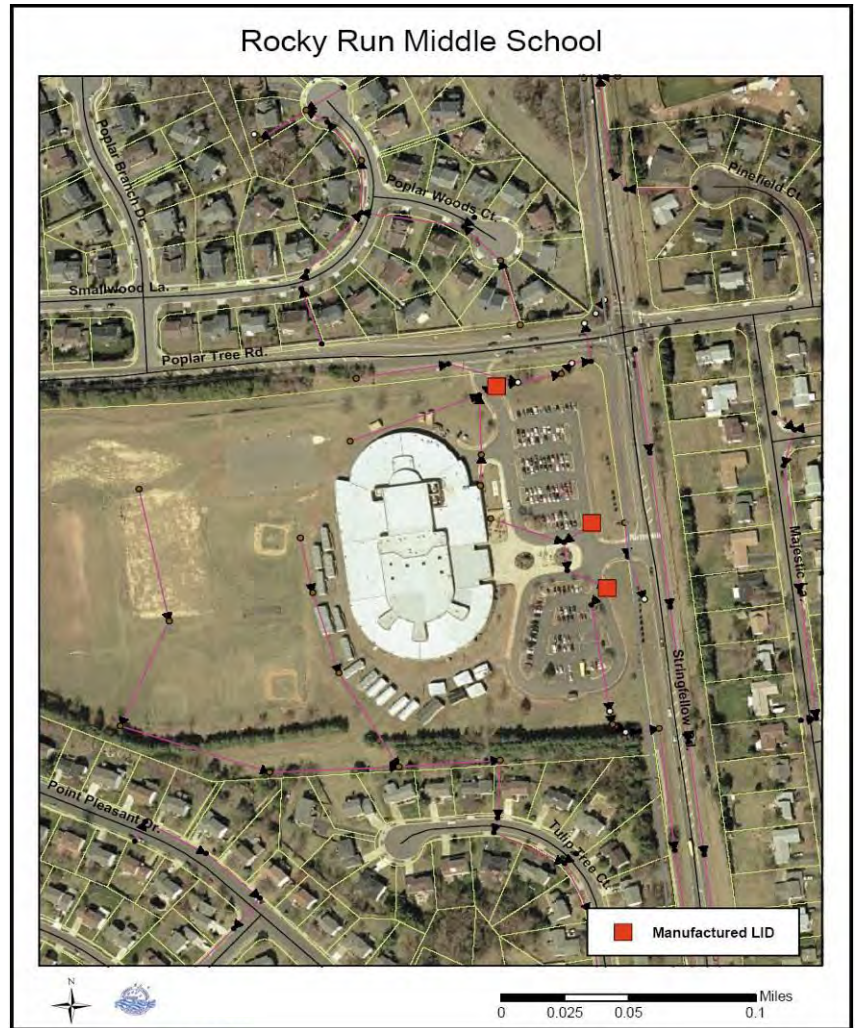 Rocky Run Middle School
Poplar Branch Dr.
Poplar Woods Ct.
Pinefield Ct.
Smallwood La.
Poplar Tree Rd.
Majestic
Stringfellow
Point Pleasant Dr.
Tulip Tree Ct.
Manufactured LID
N
Miles
0 0.025 0.05 0.1